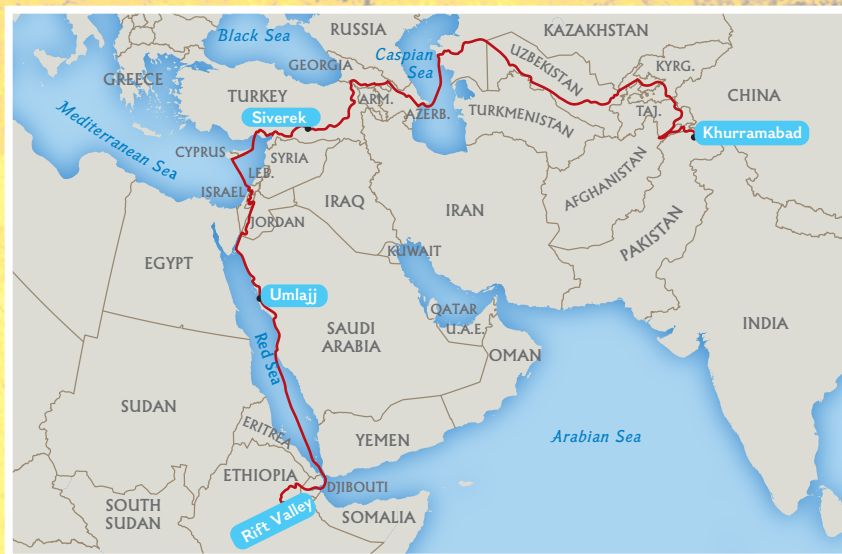 RUSSIA
KAZAKHSTAN
Black Sea
Caspian
Sea
GEORGIA
UZBEKISTAN
KYRG.
GREECE
TURKEY
ARM.
AZERB.
TURKMENISTAN
TAJ.
CHINA
Siverek
Khurramabad
Mediterranean Sea
CYPRUS
SYRIA
LEB.
ISRAEL
IRAQ
IRAN
AFGHANISTAN
JORDAN
PAKISTAN
KUWAIT
EGYPT
Umlajj
QATAR
U.A.E.
SAUDI
ARABIA
INDIA
Red Sea
OMAN
SUDAN
ERITREA
YEMEN
Arabian Sea
ETHIOPIA
DJIBOUTI
SOUTH
SUDAN
Rift Valley
SOMALIA